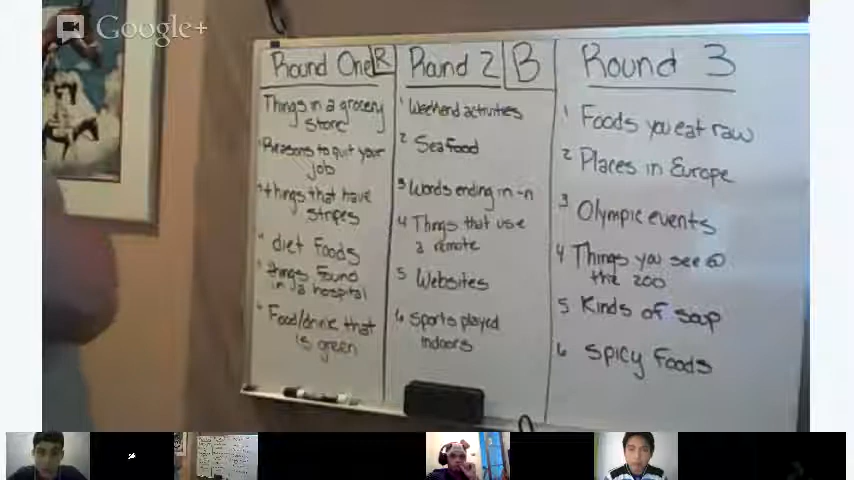 Google+
Round One R
Things in a grocery
store
Reasons to quit your
job
things that have
stripes
diet foods
things found
in a hospital
6 Food/drink that
is green
Round 2 B
1 Weekend activities
2 Seafood
3 Words ending in -n
4 Things that use
a remote
5 Websites
6 Sports played
indoors
Round 3
1 Foods you eat raw
2 Places in Europe
3 Olympic events
4 Things you see @
the zoo
5 Kinds of soup
6 Spicy foods